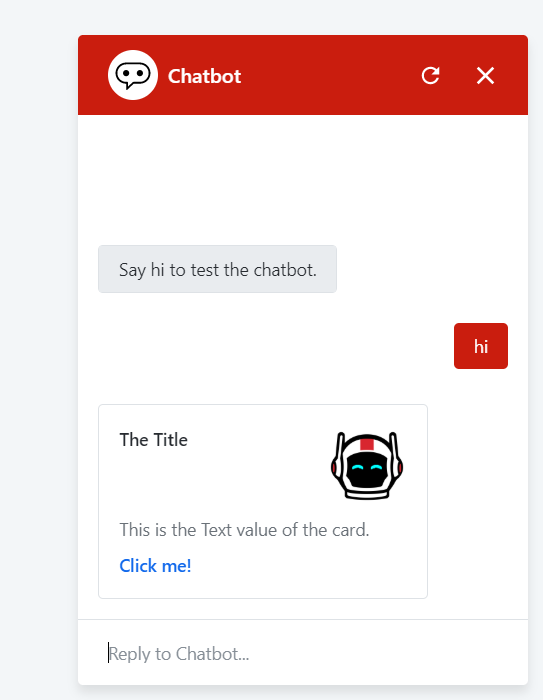 Chatbot
Say hi to test the chatbot.
hi
The Title
This is the Text value of the card.
Click me!
Reply to Chatbot...